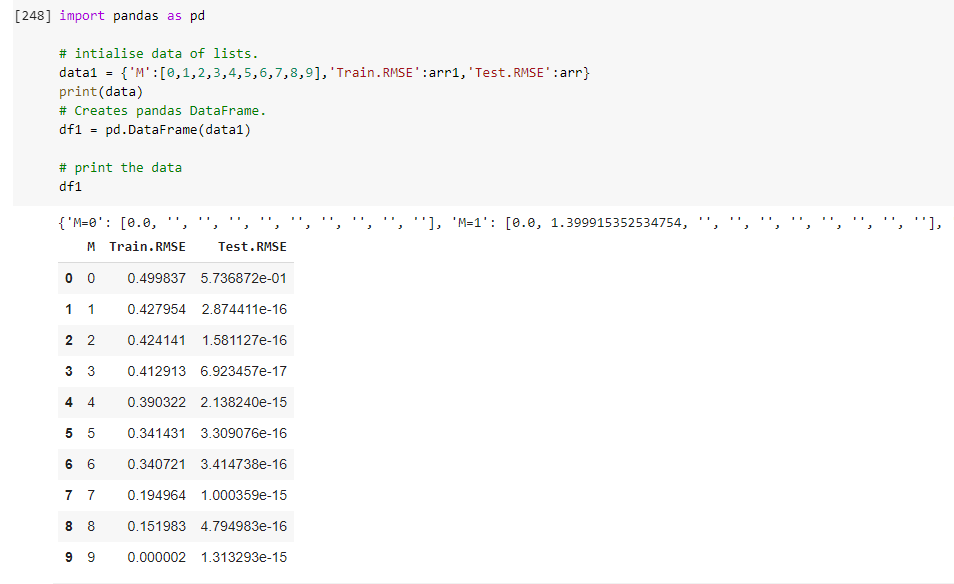 [248] import pandas as pd
# intialise data of lists.
data1 = {'M':[0,1,2,3,4,5,6,7,8,9],'Train.RMSE':arr1,'Test.RMSE':arr}
print(data)
# Creates pandas DataFrame.
df1 = pd.DataFrame(data1)
# print the data
df1
{'M=0': [0.0, '', '', '', '', '', '', '', '', ''], 'M=1': [0.0, 1.399915352534754, '', '', '', '', '', '', '', ''],
M Train.RMSE Test.RMSE
0 0 0.499837 5.736872e-01
1 1 0.427954 2.874411e-16
2 2 0.424141 1.581127e-16
3 3 0.412913 6.923457e-17
4 4 0.390322 2.138240e-15
5 5 0.341431 3.309076e-16
6 6 0.340721 3.414738e-16
7 7 0.194964 1.000359e-15
8 8 0.151983 4.794983e-16
9 9 0.000002 1.313293e-15